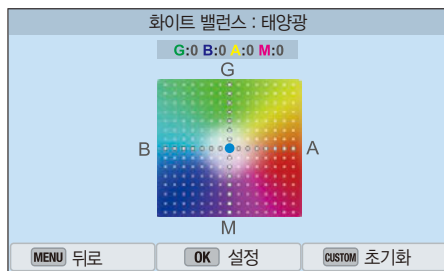 화이트 밸런스 : 태양광
G:0 B:0 A:0 M:0
G
B A
M
MENU 뒤로 OK 설정 CUSTOM 초기화